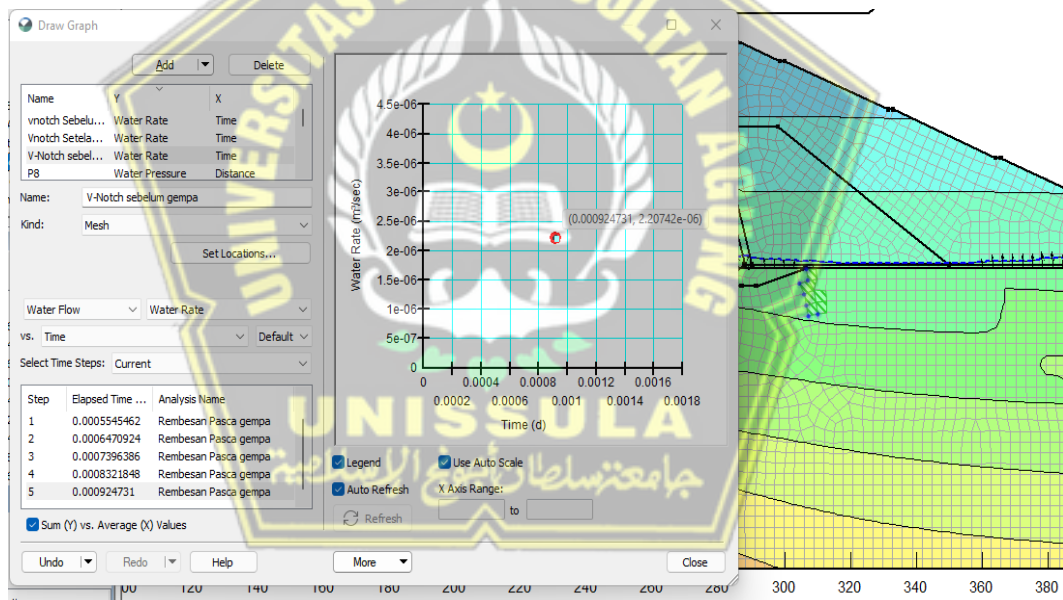 Draw Graph
Add
Delete
Name Y X
vnotch Sebelu... Water Rate Time
Vnotch Setela... Water Rate Time
V-Notch sebel... Water Rate Time
P8 Water Pressure Distance
Name: V-Notch sebelum gempa
Kind: Mesh
Set Locations...
Water Flow Water Rate
vs. Time Default
Select Time Steps: Current
Step Elapsed Time ... Analysis Name
1 0.0005545462 Rembesan Pasca gempa
2 0.0006470924 Rembesan Pasca gempa
3 0.0007396386 Rembesan Pasca gempa
4 0.0008321848 Rembesan Pasca gempa
5 0.000924731 Rembesan Pasca gempa
Sum (Y) vs. Average (X) Values
Undo
Redo
Help
4.5e-06
4e-06
3.5e-06
3e-06
2.5e-06
2e-06
1.5e-06
1e-06
5e-07
0
Water Rate (m³/sec)
(0.000924731, 2.20742e-06)
0 0.0004 0.0008 0.0012 0.0016
0.0002 0.0006 0.001 0.0014 0.0018
Time (d)
Legend
Use Auto Scale
Auto Refresh
X Axis Range:
Refresh
to
More
Close
120 140 160 180 200 220 240 260 280 300 320 340 360 380
UNIVERSITAS ISLAM SULTAN AGUNG
UNISSULA
جامعة سلطان أجونج الإسلامية